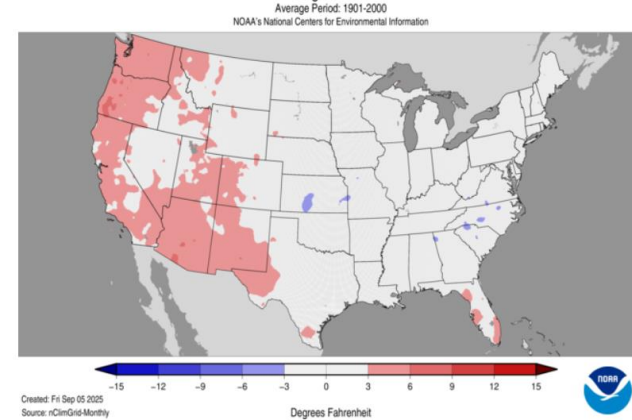 Average Period: 1901-2000
NOAA's National Centers for Environmental Information
-15 -12 -9 -6 -3 0 3 6 9 12 15
Created: Fri Sep 05 2025
Source: nClimGrid-Monthly
Degrees Fahrenheit
NOAA